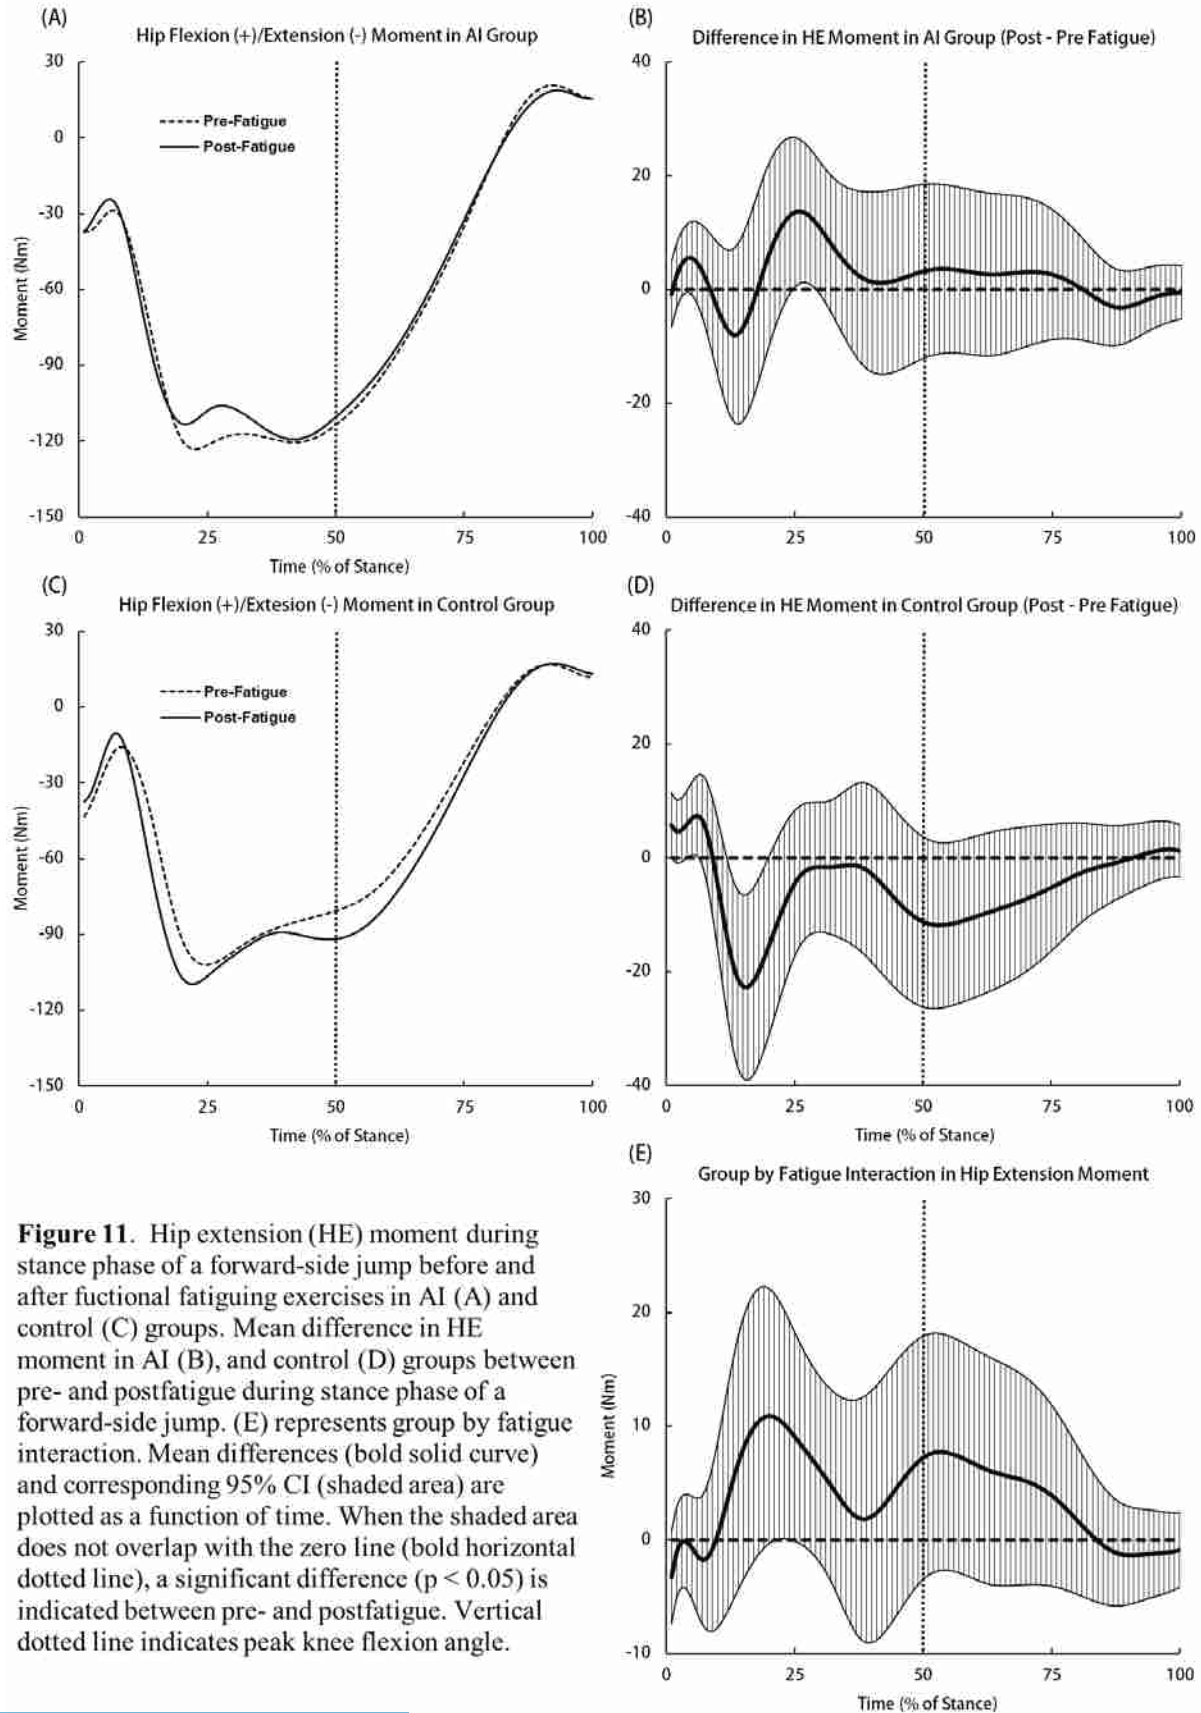 (A)
Hip Flexion (+)/Extension (-) Moment in AI Group
30
0
-30
-60
-90
-120
-150
Moment (Nm)
Pre-Fatigue
Post-Fatigue
0 25 50 75 100
Time (% of Stance)
(B)
Difference in HE Moment in AI Group (Post - Pre Fatigue)
40
20
0
-20
-40
0 25 50 75 100
(C)
Hip Flexion (+)/Extesion (-) Moment in Control Group
30
0
-30
-60
-90
-120
-150
Moment (Nm)
Pre-Fatigue
Post-Fatigue
0 25 50 75 100
Time (% of Stance)
(D)
Difference in HE Moment in Control Group (Post - Pre Fatigue)
40
20
0
-20
-40
0 25 50 75 100
Time (% of Stance)
(E)
Group by Fatigue Interaction in Hip Extension Moment
30
20
10
0
-10
Moment (Nm)
0 25 50 75 100
Time (% of Stance)
Figure 11. Hip extension (HE) moment during
stance phase of a forward-side jump before and
after fuctional fatiguing exercises in AI (A) and
control (C) groups. Mean difference in HE
moment in AI (B), and control (D) groups between
pre- and postfatigue during stance phase of a
forward-side jump. (E) represents group by fatigue
interaction. Mean differences (bold solid curve)
and corresponding 95% CI (shaded area) are
plotted as a function of time. When the shaded area
does not overlap with the zero line (bold horizontal
dotted line), a significant difference (p < 0.05) is
indicated between pre- and postfatigue. Vertical
dotted line indicates peak knee flexion angle.